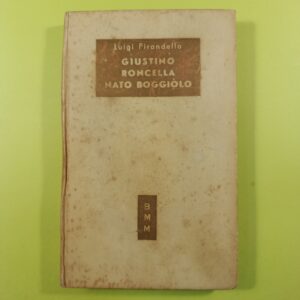 Luigi Pirandello
GIUSTINO
RONCELLA
NATO BOGGIÒLO
B
M
M